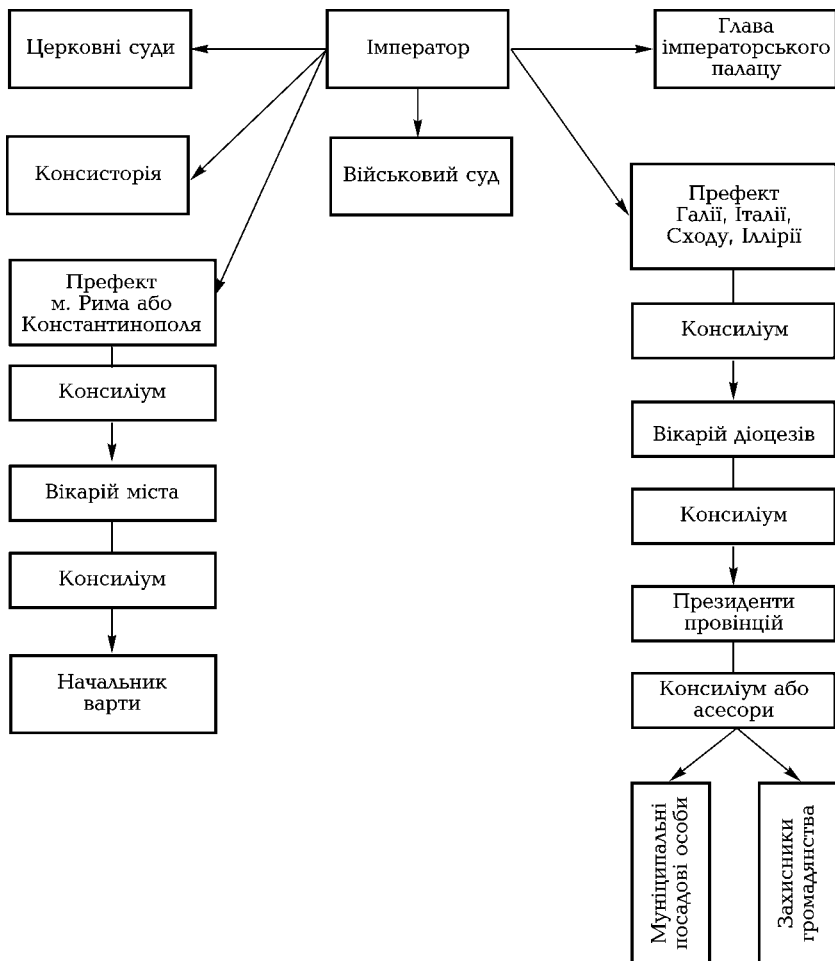 Церковні суди
Імператор
Глава
імператорського
палацу
Консисторія
Військовий суд
Префект
Галії, Італії,
Сходу, Іллірії
Префект
м. Рима або
Константинополя
Консиліум
Консиліум
Вікарій діоцезів
Вікарій міста
Консиліум
Консиліум
Президенти
провінцій
Начальник
варти
Консиліум або
асесори
Муніципальні
посадові особи
Захисники
громадянства